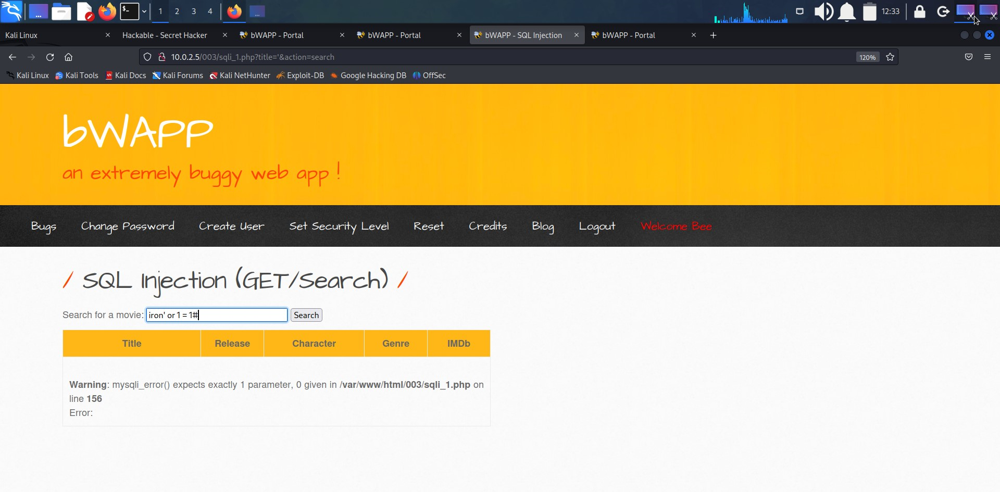 $_
1 2 3 4
12:33
Kali Linux
Hackable - Secret Hacker
bWAPP - Portal
bWAPP - Portal
bWAPP - SQL Injection
bWAPP - Portal
10.0.2.5/003/sqli_1.php?title='&action=search
120%
Kali Linux
Kali Tools
Kali Docs
Kali Forums
Kali NetHunter
Exploit-DB
Google Hacking DB
OffSec
bWAPP
an extremely buggy web app !
Bugs
Change Password
Create User
Set Security Level
Reset
Credits
Blog
Logout
Welcome Bee
/ SQL Injection (GET/Search) /
Search for a movie: iron' or 1 = 1# Search
Title Release Character Genre IMDb
Warning: mysqli_error() expects exactly 1 parameter, 0 given in /var/www/html/003/sqli_1.php on
line 156
Error: